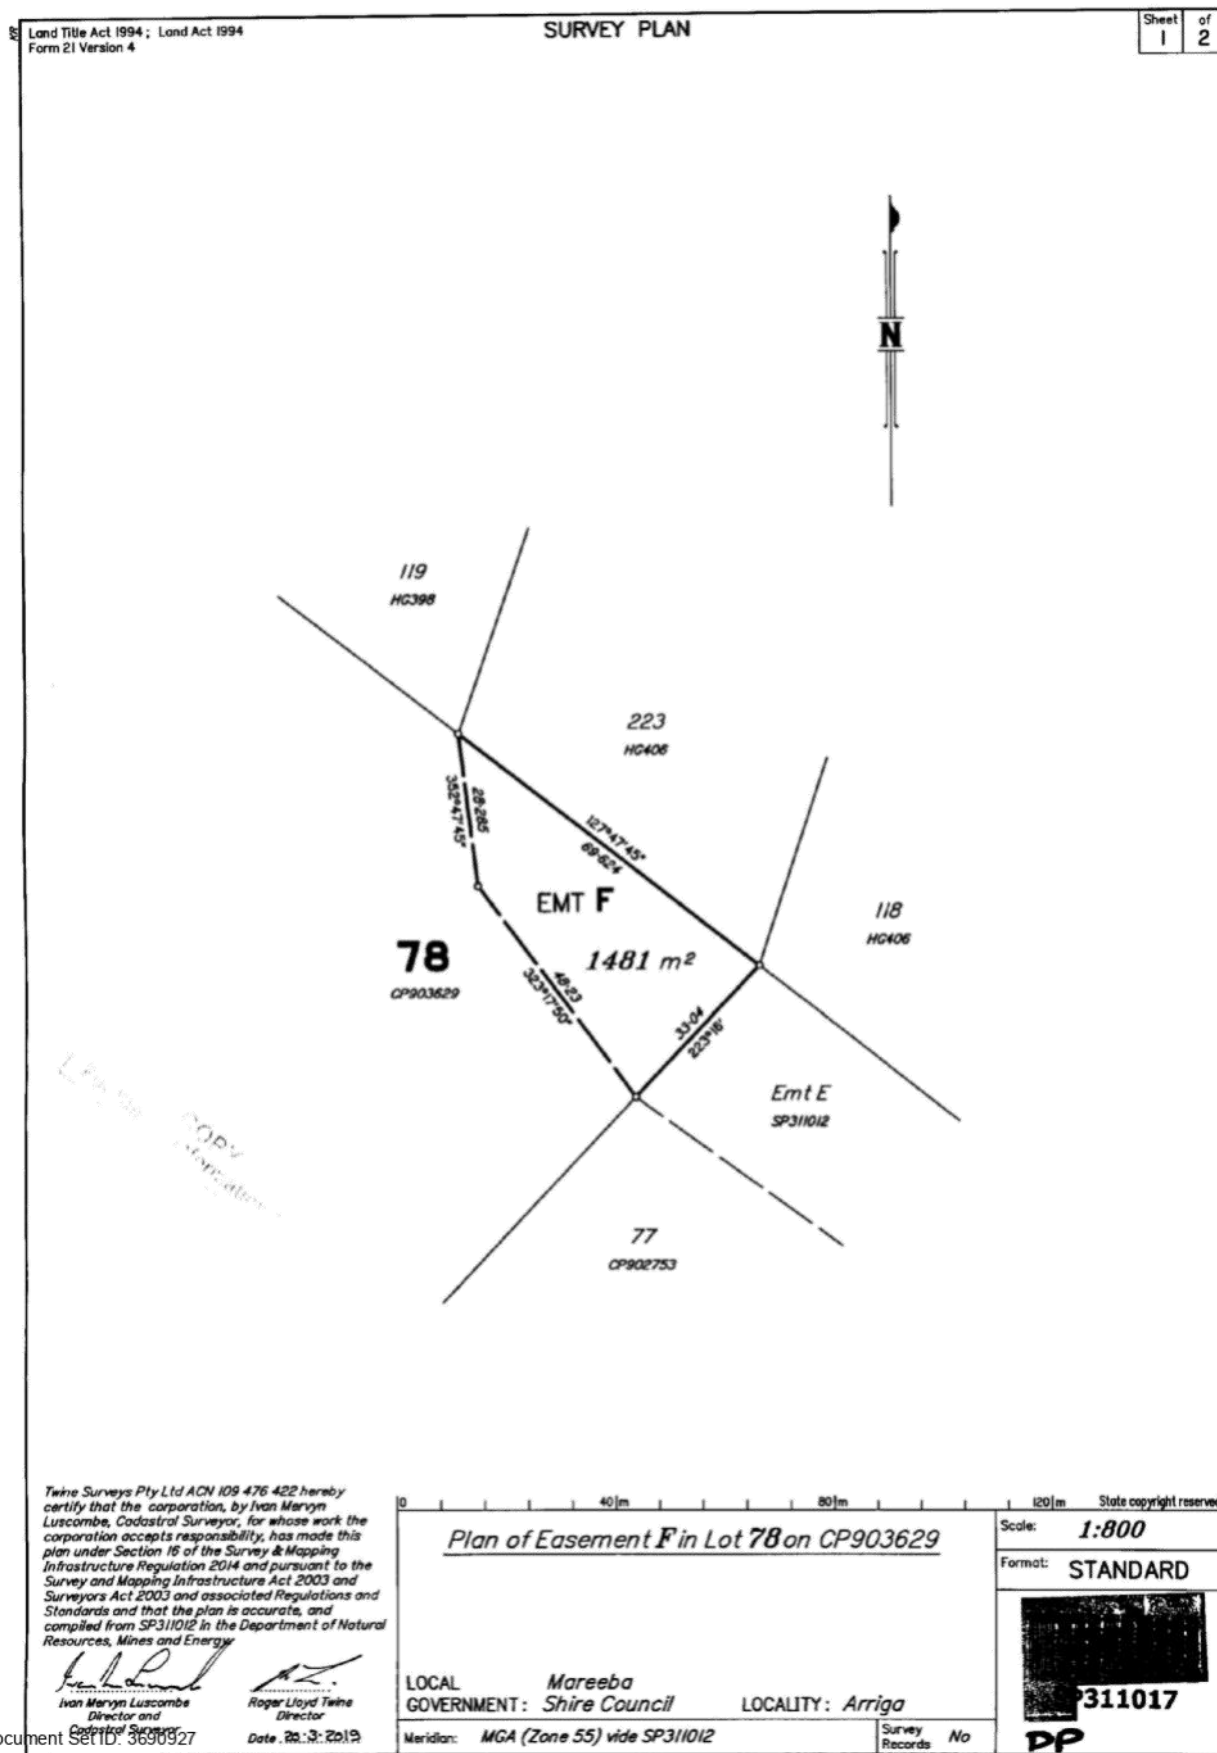 Land Title Act 1994 ; Land Act 1994
Form 21 Version 4
SURVEY PLAN
Sheet of
1 2
N
119
HG398
223
HG406
352°47'45"
28·285
127°47'45"
69·624
EMT F
118
HG406
78
CP903629
1481 m²
48·23
323°17'50"
33·04
223°16'
Emt E
SP311012
COPY
77
CP902753
Twine Surveys Pty Ltd ACN 109 476 422 hereby
certify that the corporation, by Ivan Mervyn
Luscombe, Cadastral Surveyor, for whose work the
corporation accepts responsibility, has made this
plan under Section 16 of the Survey & Mapping
Infrastructure Regulation 2014 and pursuant to the
Survey and Mapping Infrastructure Act 2003 and
Surveyors Act 2003 and associated Regulations and
Standards and that the plan is accurate, and
compiled from SP311012 in the Department of Natural
Resources, Mines and Energy
Ivan Mervyn Luscombe
Director and
Cadastral Surveyor
Roger Lloyd Twine
Director
Date 20-3-2019
ocument Set ID: 3690927
0 40 m 80 m 120 m State copyright reserve
Plan of Easement F in Lot 78 on CP903629
Scale: 1:800
Format: STANDARD
LOCAL
GOVERNMENT: Mareeba
Shire Council
LOCALITY: Arriga
Meridian: MGA (Zone 55) vide SP311012
Survey
Records No
P311017
DP